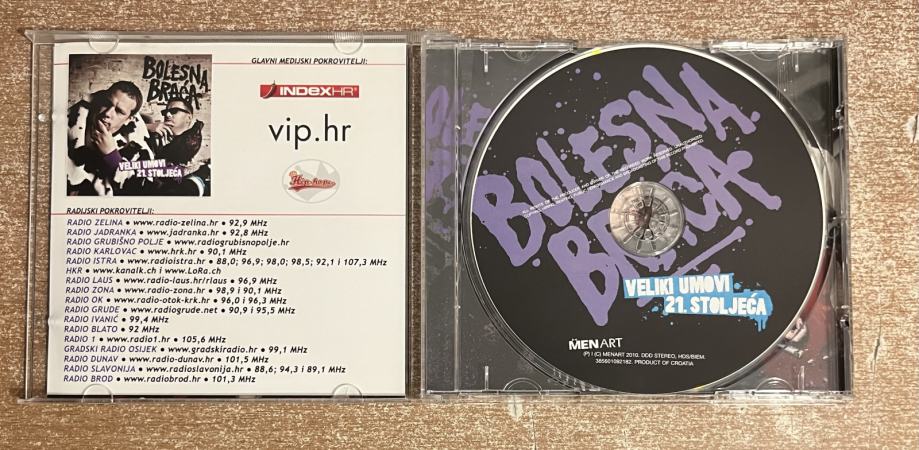 BOLESNA
BRAĆA
VELIKI UMOVI
21. STOLJEĆA
GLAVNI MEDIJSKI POKROVITELJI:
INDEXHR
vip.hr
RADIJSKI POKROVITELJI:
RADIO ZELINA • www.radio-zelina.hr • 92,9 MHz
RADIO JADRANKA • www.jadranka.hr • 92,8 MHz
RADIO GRUBIŠNO POLJE • www.radiogrubisnopolje.hr
RADIO KARLOVAC • www.hrk.hr • 90,1 MHz
RADIO ISTRA • www.radioistra.hr • 88,0; 96,9; 98,0; 98,5; 92,1 i 107,3 MHz
HKR • www.kanalk.ch i www.LoRa.ch
RADIO LAUS • www.radio-laus.hr/rlaus • 96,9 MHz
RADIO ZONA • www.radio-zona.hr • 98,9 i 90,1 MHz
RADIO OK • www.radio-otok-krk.hr • 96,0 i 96,3 MHz
RADIO GRUDE • www.radiogrude.net • 90,9 i 95,5 MHz
RADIO IVANIĆ • 99,4 MHz
RADIO BLATO • 92 MHz
RADIO 1 • www.radio1.hr • 105,6 MHz
GRADSKI RADIO OSIJEK • www.gradskiradio.hr • 99,1 MHz
RADIO DUNAV • www.radio-dunav.hr • 101,5 MHz
RADIO SLAVONIJA • www.radioslavonija.hr • 88,6; 94,3 i 89,1 MHz
RADIO BROD • www.radiobrod.hr • 101,3 MHz
BOLESNA
BRAĆA
VELIKI UMOVI
21. STOLJEĆA
MENART
(P) I (C) MENART 2010. DDD STEREO, HDS/BIEM.
PRODUCT OF CROATIA